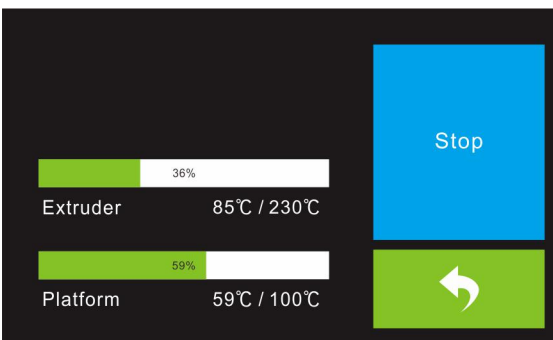 36%
Extruder 85℃ / 230℃
59%
Platform 59℃ / 100℃
Stop